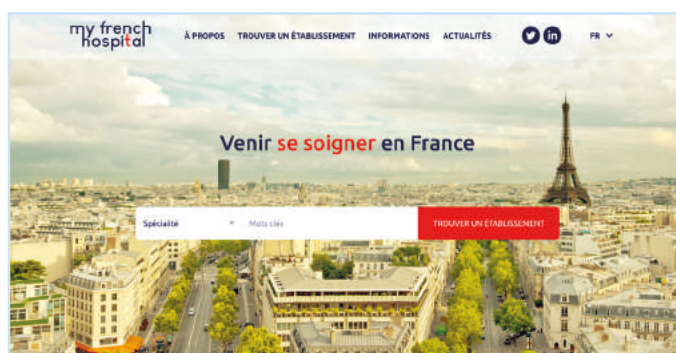 my french
hospital
À PROPOS TROUVER UN ÉTABLISSEMENT INFORMATIONS ACTUALITÉS FR
Venir se soigner en France
Spécialité Mots clés TROUVER UN ÉTABLISSEMENT